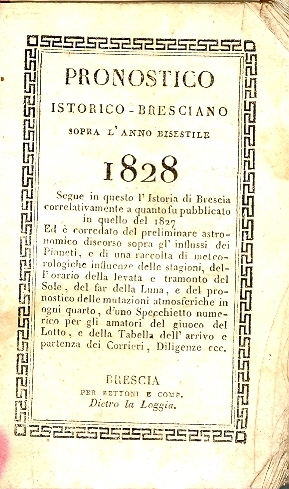 PRONOSTICO
ISTORICO-BRESCIANO
SOPRA L'ANNO BISESTILE
1828
Segue in questo l'Istoria di Brescia
correlativamente a quanto fu pubblicato
in quello del 1827
Ed è corredato del preliminare astro-
nomico discorso sopra gl' influssi dei
Pianeti, e di una raccolta di meteo-
rologiche influenze delle stagioni, del-
l'orario della levata e tramonto del
Sole, del far della Luna, e del pro-
nostico delle mutazioni atmosferiche in
ogni quarto, d'uno Specchietto nume-
rico per gli amatori del giuoco del
Lotto, e della Tabella dell'arrivo e
partenza dei Corrieri, Diligenze ecc.
BRESCIA
PER BETTONI E COMP.
Dietro la Loggia.